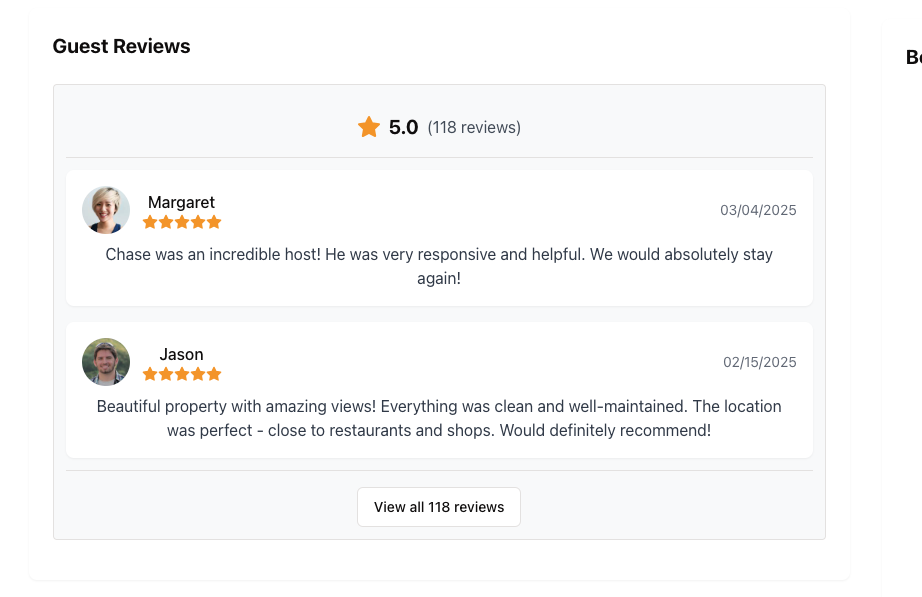 Guest Reviews
Be
5.0 (118 reviews)
Margaret
03/04/2025
Chase was an incredible host! He was very responsive and helpful. We would absolutely stay
again!
Jason
02/15/2025
Beautiful property with amazing views! Everything was clean and well-maintained. The location
was perfect - close to restaurants and shops. Would definitely recommend!
View all 118 reviews